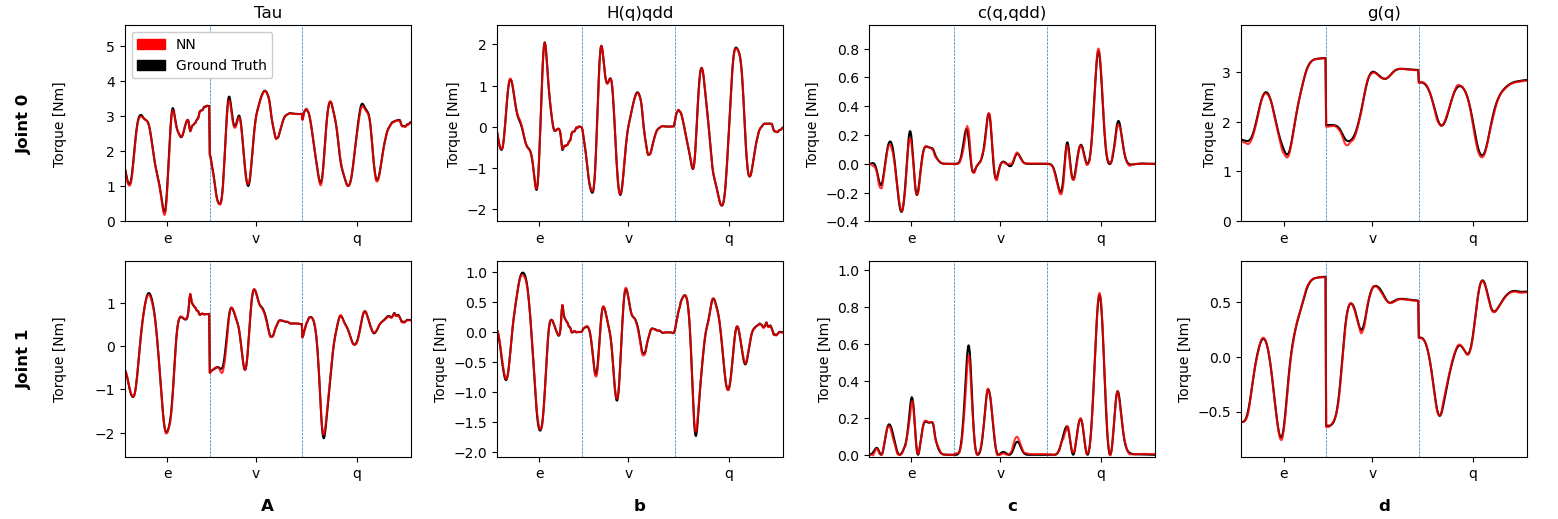 Tau
H(q)qdd
c(q,qdd)
g(q)
Joint 0
Torque [Nm]
5
4
3
2
1
0
NN
Ground Truth
e
v
q
Torque [Nm]
2
1
0
−1
−2
e
v
q
Torque [Nm]
0.8
0.6
0.4
0.2
0.0
−0.2
−0.4
e
v
q
Torque [Nm]
3
2
1
0
e
v
q
Joint 1
Torque [Nm]
1
0
−1
−2
e
v
q
Torque [Nm]
1.0
0.5
0.0
−0.5
−1.0
−1.5
−2.0
e
v
q
Torque [Nm]
1.0
0.8
0.6
0.4
0.2
0.0
e
v
q
Torque [Nm]
0.5
0.0
−0.5
e
v
q
A
b
c
d